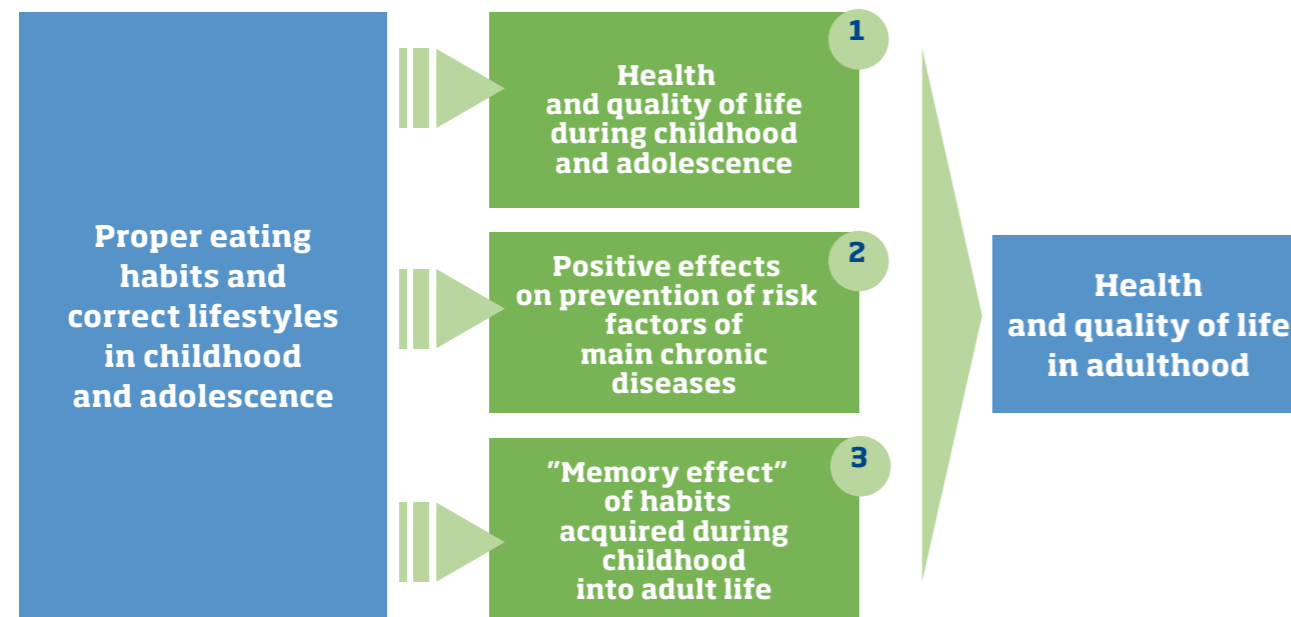 Proper eating
habits and
correct lifestyles
in childhood
and adolescence
1
Health
and quality of life
during childhood
and adolescence
2
Positive effects
on prevention of risk
factors of
main chronic
diseases
3
"Memory effect"
of habits
acquired during
childhood
into adult life
Health
and quality of life
in adulthood